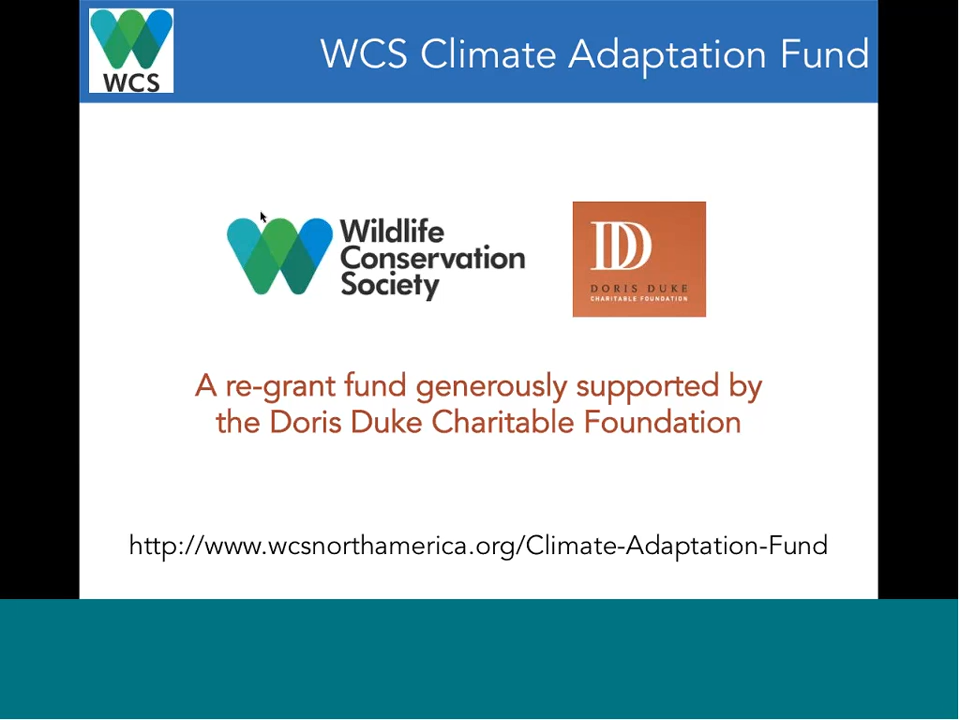 WCS
WCS Climate Adaptation Fund
Wildlife
Conservation
Society
DD
DORIS DUKE
CHARITABLE FOUNDATION
A re-grant fund generously supported by
the Doris Duke Charitable Foundation
http://www.wcsnorthamerica.org/Climate-Adaptation-Fund